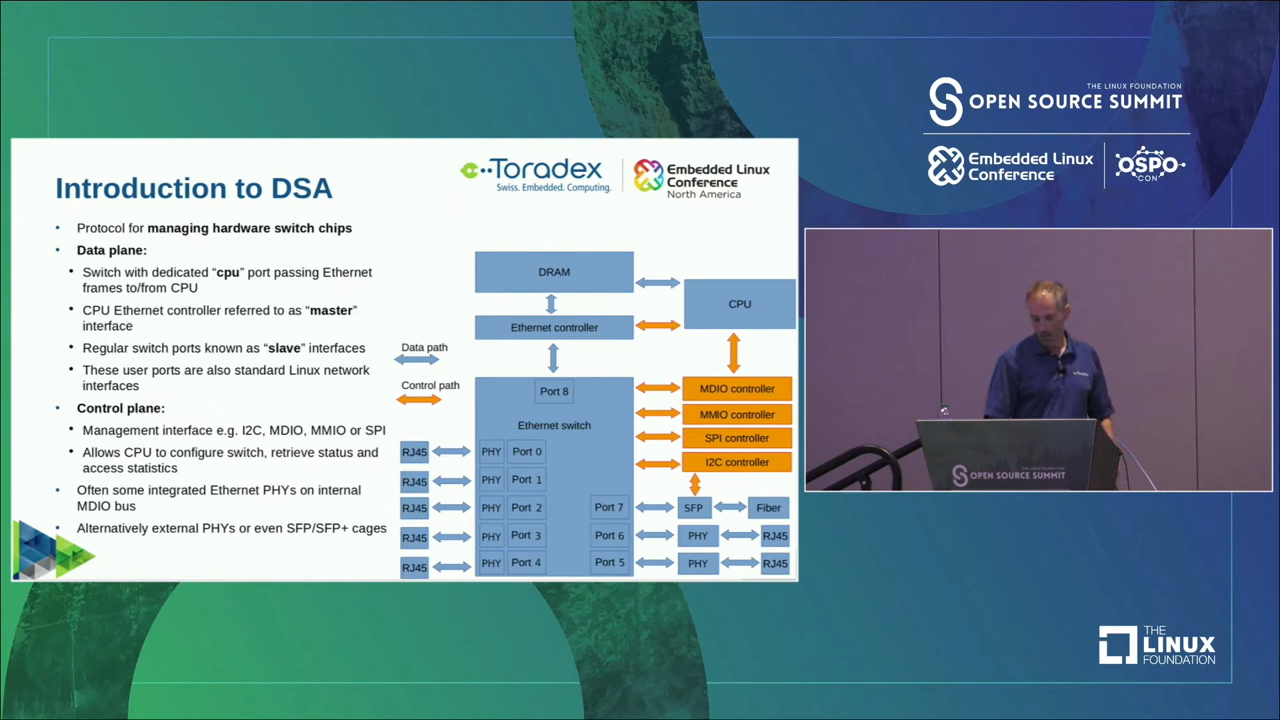 THE LINUX FOUNDATION
OPEN SOURCE SUMMIT
Embedded Linux
Conference
OSPO
CON
Introduction to DSA
Toradex
Swiss. Embedded. Computing.
Embedded Linux
Conference
North America
• Protocol for managing hardware switch chips
• Data plane:
• Switch with dedicated “cpu” port passing Ethernet
frames to/from CPU
• CPU Ethernet controller referred to as “master”
interface
• Regular switch ports known as “slave” interfaces
• These user ports are also standard Linux network
interfaces
• Control plane:
• Management interface e.g. I2C, MDIO, MMIO or SPI
• Allows CPU to configure switch, retrieve status and
access statistics
• Often some integrated Ethernet PHYs on internal
MDIO bus
• Alternatively external PHYs or even SFP/SFP+ cages
Data path
Control path
DRAM
CPU
Ethernet controller
Port 8
Ethernet switch
MDIO controller
MMIO controller
SPI controller
I2C controller
RJ45 PHY Port 0
RJ45 PHY Port 1
RJ45 PHY Port 2 Port 7 SFP Fiber
RJ45 PHY Port 3 Port 6 PHY RJ45
RJ45 PHY Port 4 Port 5 PHY RJ45
OPEN SOURCE SUMMIT
THE
LINUX
FOUNDATION